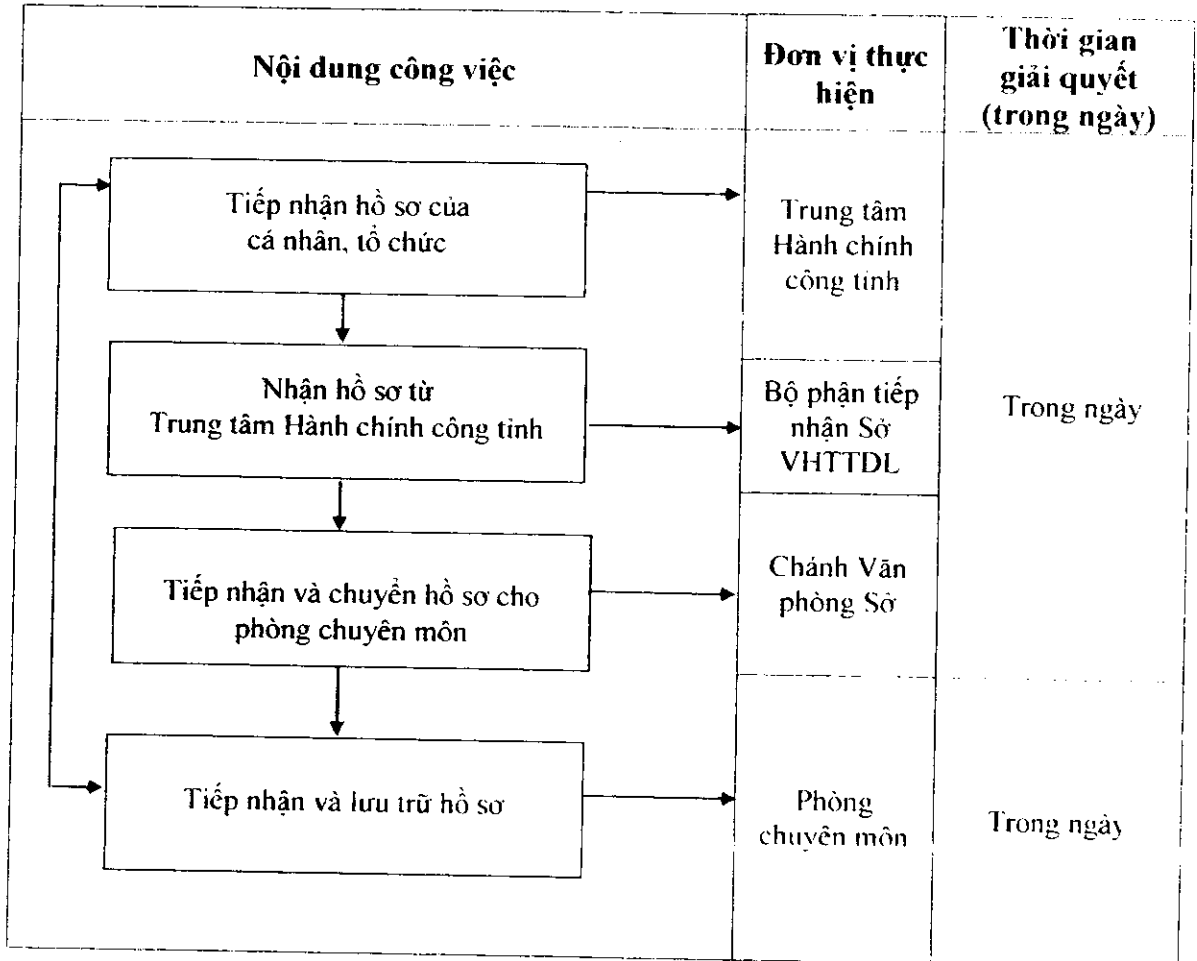 Nội dung công việc
Đơn vị thực
hiện
Thời gian
giải quyết
(trong ngày)
Tiếp nhận hồ sơ của
cá nhân, tổ chức
Trung tâm
Hành chính
công tỉnh
Nhận hồ sơ từ
Trung tâm Hành chính công tỉnh
Bộ phận tiếp
nhận Sở
VHTTDL
Trong ngày
Tiếp nhận và chuyển hồ sơ cho
phòng chuyên môn
Chánh Văn
phòng Sở
Tiếp nhận và lưu trữ hồ sơ
Phòng
chuyên môn
Trong ngày